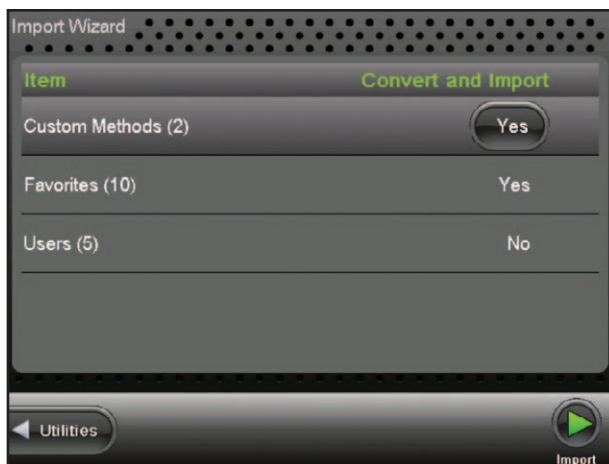 Import Wizard
Item Convert and Import
Custom Methods (2) Yes
Favorites (10) Yes
Users (5) No
Utilities
Import